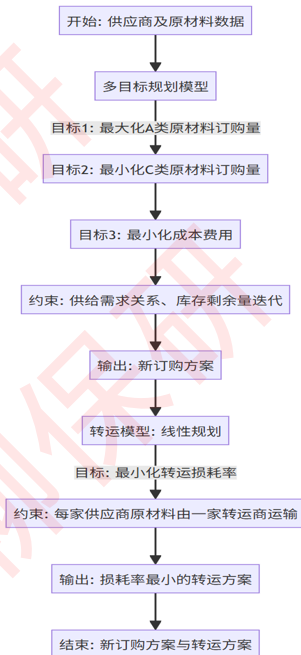 开始: 供应商及原材料数据
多目标规划模型
目标1: 最大化A类原材料订购量
目标2: 最小化C类原材料订购量
目标3: 最小化成本费用
约束: 供给需求关系、库存剩余量迭代
输出: 新订购方案
转运模型: 线性规划
目标: 最小化转运损耗率
约束: 每家供应商原材料由一家转运商运输
输出: 损耗率最小的转运方案
结束: 新订购方案与转运方案
保研